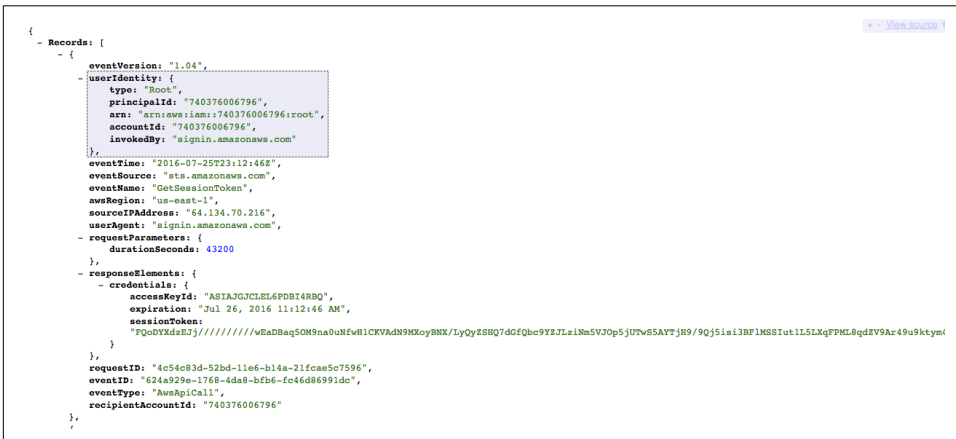 + - View source
{
- Records: [
- {
eventVersion: "1.04",
- userIdentity: {
type: "Root",
principalId: "740376006796",
arn: "arn:aws:iam::740376006796:root",
accountId: "740376006796",
invokedBy: "signin.amazonaws.com"
},
eventTime: "2016-07-25T23:12:46Z",
eventSource: "sts.amazonaws.com",
eventName: "GetSessionToken",
awsRegion: "us-east-1",
sourceIPAddress: "64.134.70.216",
userAgent: "signin.amazonaws.com",
- requestParameters: {
durationSeconds: 43200
},
- responseElements: {
- credentials: {
accessKeyId: "ASIAJGJCLEL6PDBI4RBQ",
expiration: "Jul 26, 2016 11:12:46 AM",
sessionToken:
"FQoDYXdzEJj//////////wEaDBaq5OM9na0uNfwH1CKVAdN9MXoyBNX/LyQyZSHQ7dGfQbc9YZJLziNm5VJOp5jUTwS5AYTjH9/9Qj5isi3BFlMSSIut1L5LXqFPML8qdZV9Ar49u9ktym
}
},
requestID: "4c54c83d-52bd-11e6-b14a-21fcae5c7596",
eventID: "624a929e-1768-4da8-bfb6-fc46d86991dc",
eventType: "AwsApiCall",
recipientAccountId: "740376006796"
},